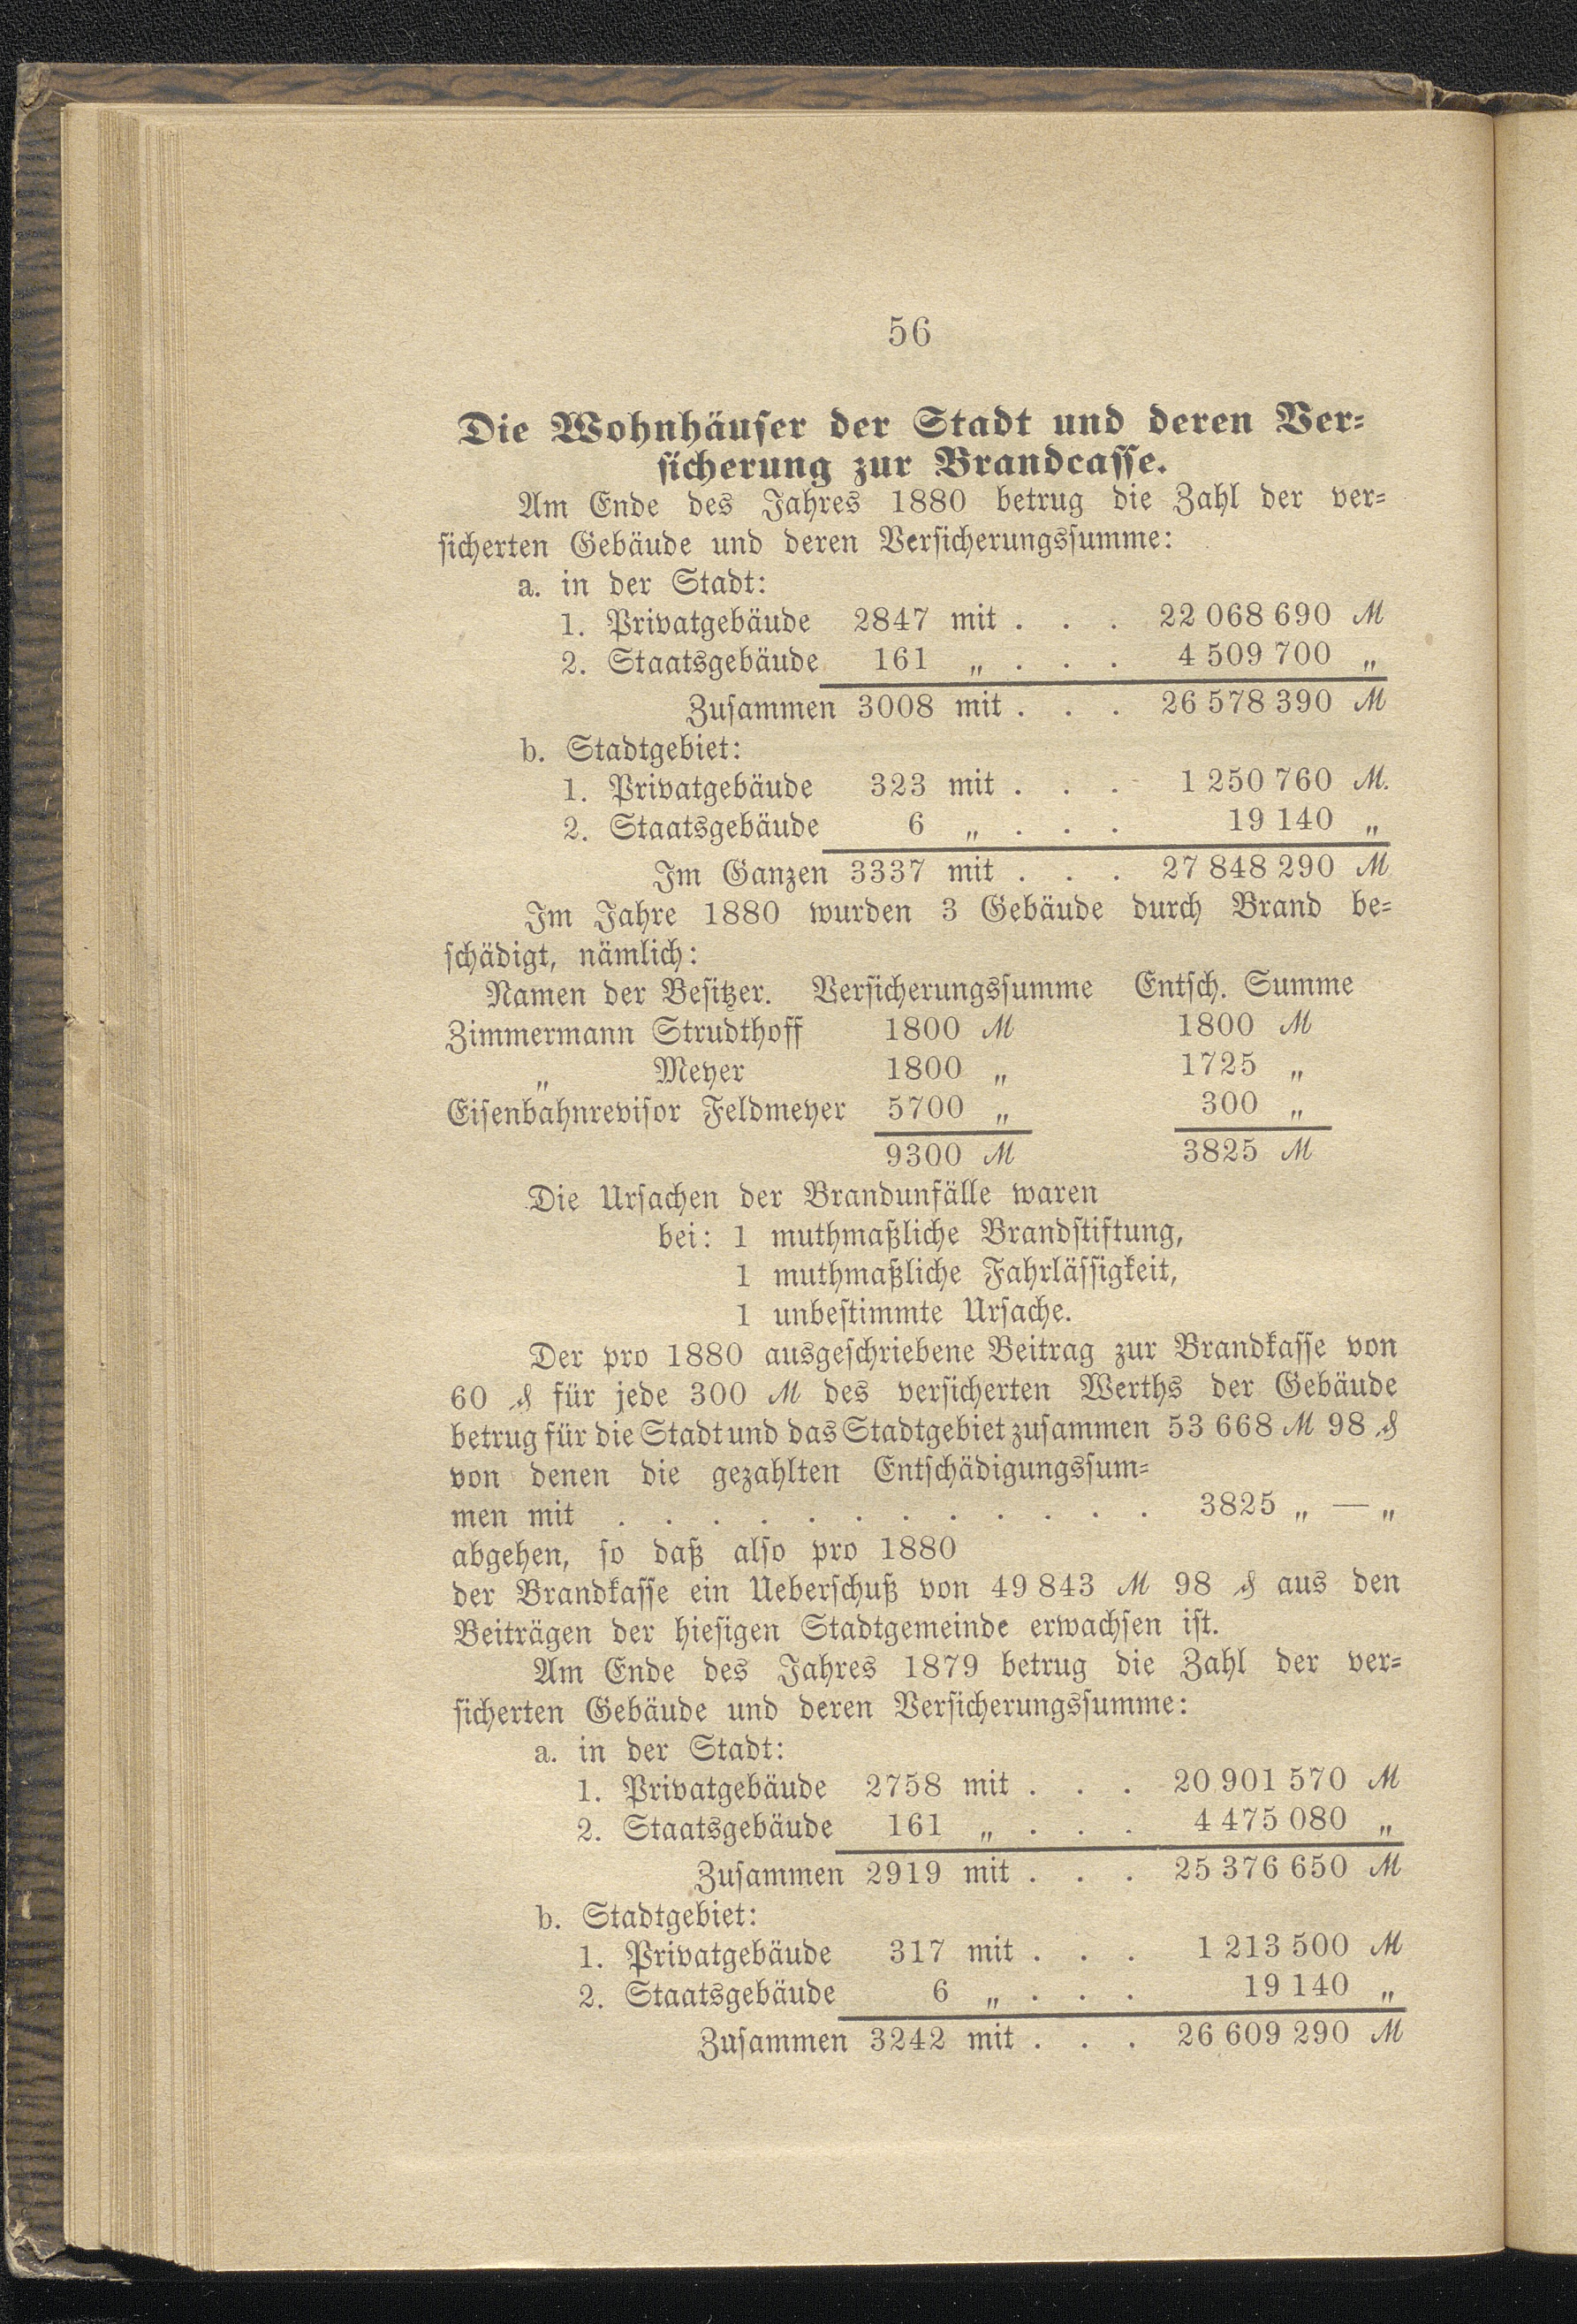 56
Die Wohnhäuser der Stadt und deren Ver-
sicherung zur Brandcasse.
Am Ende des Jahres 1880 betrug die Zahl der ver-
sicherten Gebäude und deren Versicherungssumme:
a. in der Stadt:
1. Privatgebäude 2847 mit . . . 22 068 690 ℳ
2. Staatsgebäude 161 „ . . . 4 509 700 „
Zusammen 3008 mit . . . 26 578 390 ℳ
b. Stadtgebiet:
1. Privatgebäude 323 mit . . . 1 250 760 ℳ.
2. Staatsgebäude 6 „ . . . 19 140 „
Im Ganzen 3337 mit . . . 27 848 290 ℳ
Im Jahre 1880 wurden 3 Gebäude durch Brand be-
schädigt, nämlich:
Namen der Besitzer. Versicherungssumme Entsch. Summe
Zimmermann Strudthoff 1800 ℳ 1800 ℳ
„ Meyer 1800 „ 1725 „
Eisenbahnrevisor Feldmeyer 5700 „ 300 „
9300 ℳ 3825 ℳ
Die Ursachen der Brandunfälle waren
bei: 1 muthmaßliche Brandstiftung,
1 muthmaßliche Fahrlässigkeit,
1 unbestimmte Ursache.
Der pro 1880 ausgeschriebene Beitrag zur Brandkasse von
60 ₰ für jede 300 ℳ des versicherten Werths der Gebäude
betrug für die Stadt und das Stadtgebiet zusammen 53 668 ℳ 98 ₰
von denen die gezahlten Entschädigungssum-
men mit . . . . . . . . . . . . 3825 „ — „
abgehen, so daß also pro 1880
der Brandkasse ein Ueberschuß von 49 843 ℳ 98 ₰ aus den
Beiträgen der hiesigen Stadtgemeinde erwachsen ist.
Am Ende des Jahres 1879 betrug die Zahl der ver-
sicherten Gebäude und deren Versicherungssumme:
a. in der Stadt:
1. Privatgebäude 2758 mit . . . 20 901 570 ℳ
2. Staatsgebäude 161 „ . . . 4 475 080 „
Zusammen 2919 mit . . . 25 376 650 ℳ
b. Stadtgebiet:
1. Privatgebäude 317 mit . . . 1 213 500 ℳ
2. Staatsgebäude 6 „ . . . 19 140 „
Zusammen 3242 mit . . . 26 609 290 ℳ